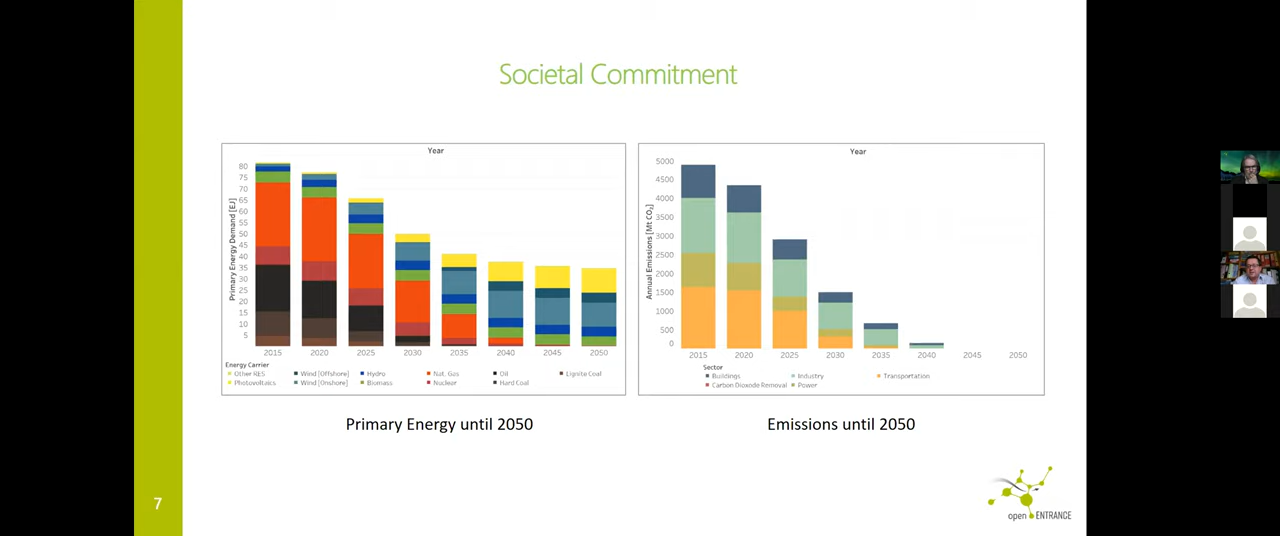 Societal Commitment
Year
Primary Energy Demand [EJ]
80
75
70
65
60
55
50
45
40
35
30
25
20
15
10
5
2015 2020 2025 2030 2035 2040 2045 2050
Energy Carrier
Other RES Wind [Offshore] Hydro Nat. Gas Oil Lignite Coal
Photovoltaics Wind [Onshore] Biomass Nuclear Hard Coal
Primary Energy until 2050
Year
Annual Emissions [Mt CO₂]
5000
4500
4000
3500
3000
2500
2000
1500
1000
500
0
2015 2020 2025 2030 2035 2040 2045 2050
Sector
Buildings Industry Transportation
Carbon Dioxode Removal Power
Emissions until 2050
7
open ENTRANCE